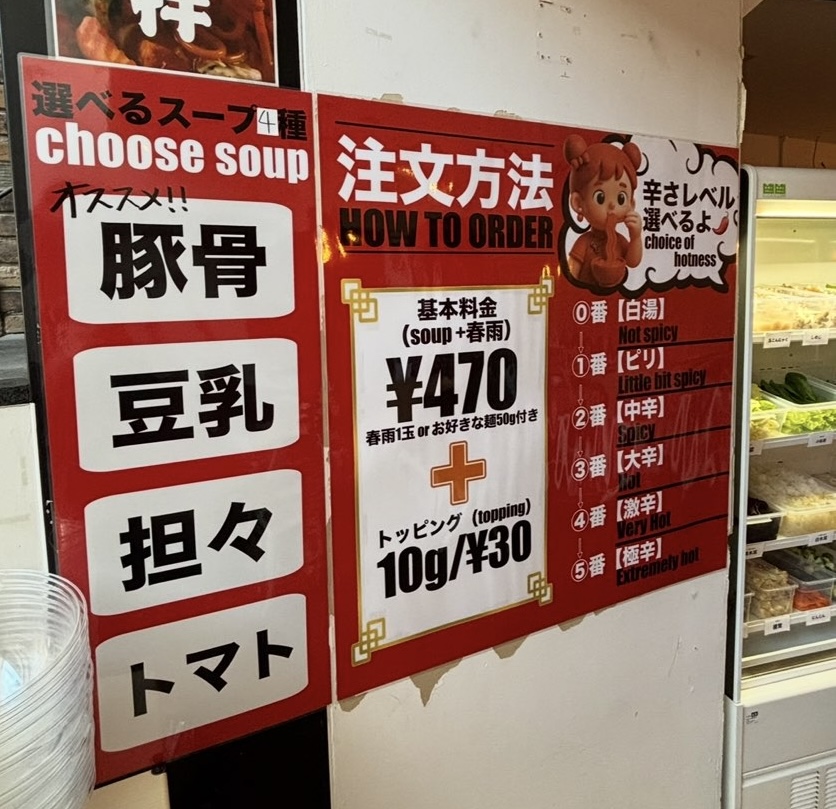 選べるスープ4種
choose soup
オススメ!!
豚骨
豆乳
担々
トマト
注文方法
HOW TO ORDER
基本料金
(soup+春雨)
¥470
春雨1玉 or お好きな麺50g付き
+
トッピング (topping)
10g/¥30
辛さレベル
選べるよ
choice of
hotness
0番【白湯】
Not spicy
1番【ピリ】
Little bit spicy
2番【中辛】
Spicy
3番【大辛】
Hot
4番【激辛】
Very Hot
5番【極辛】
Extremely hot